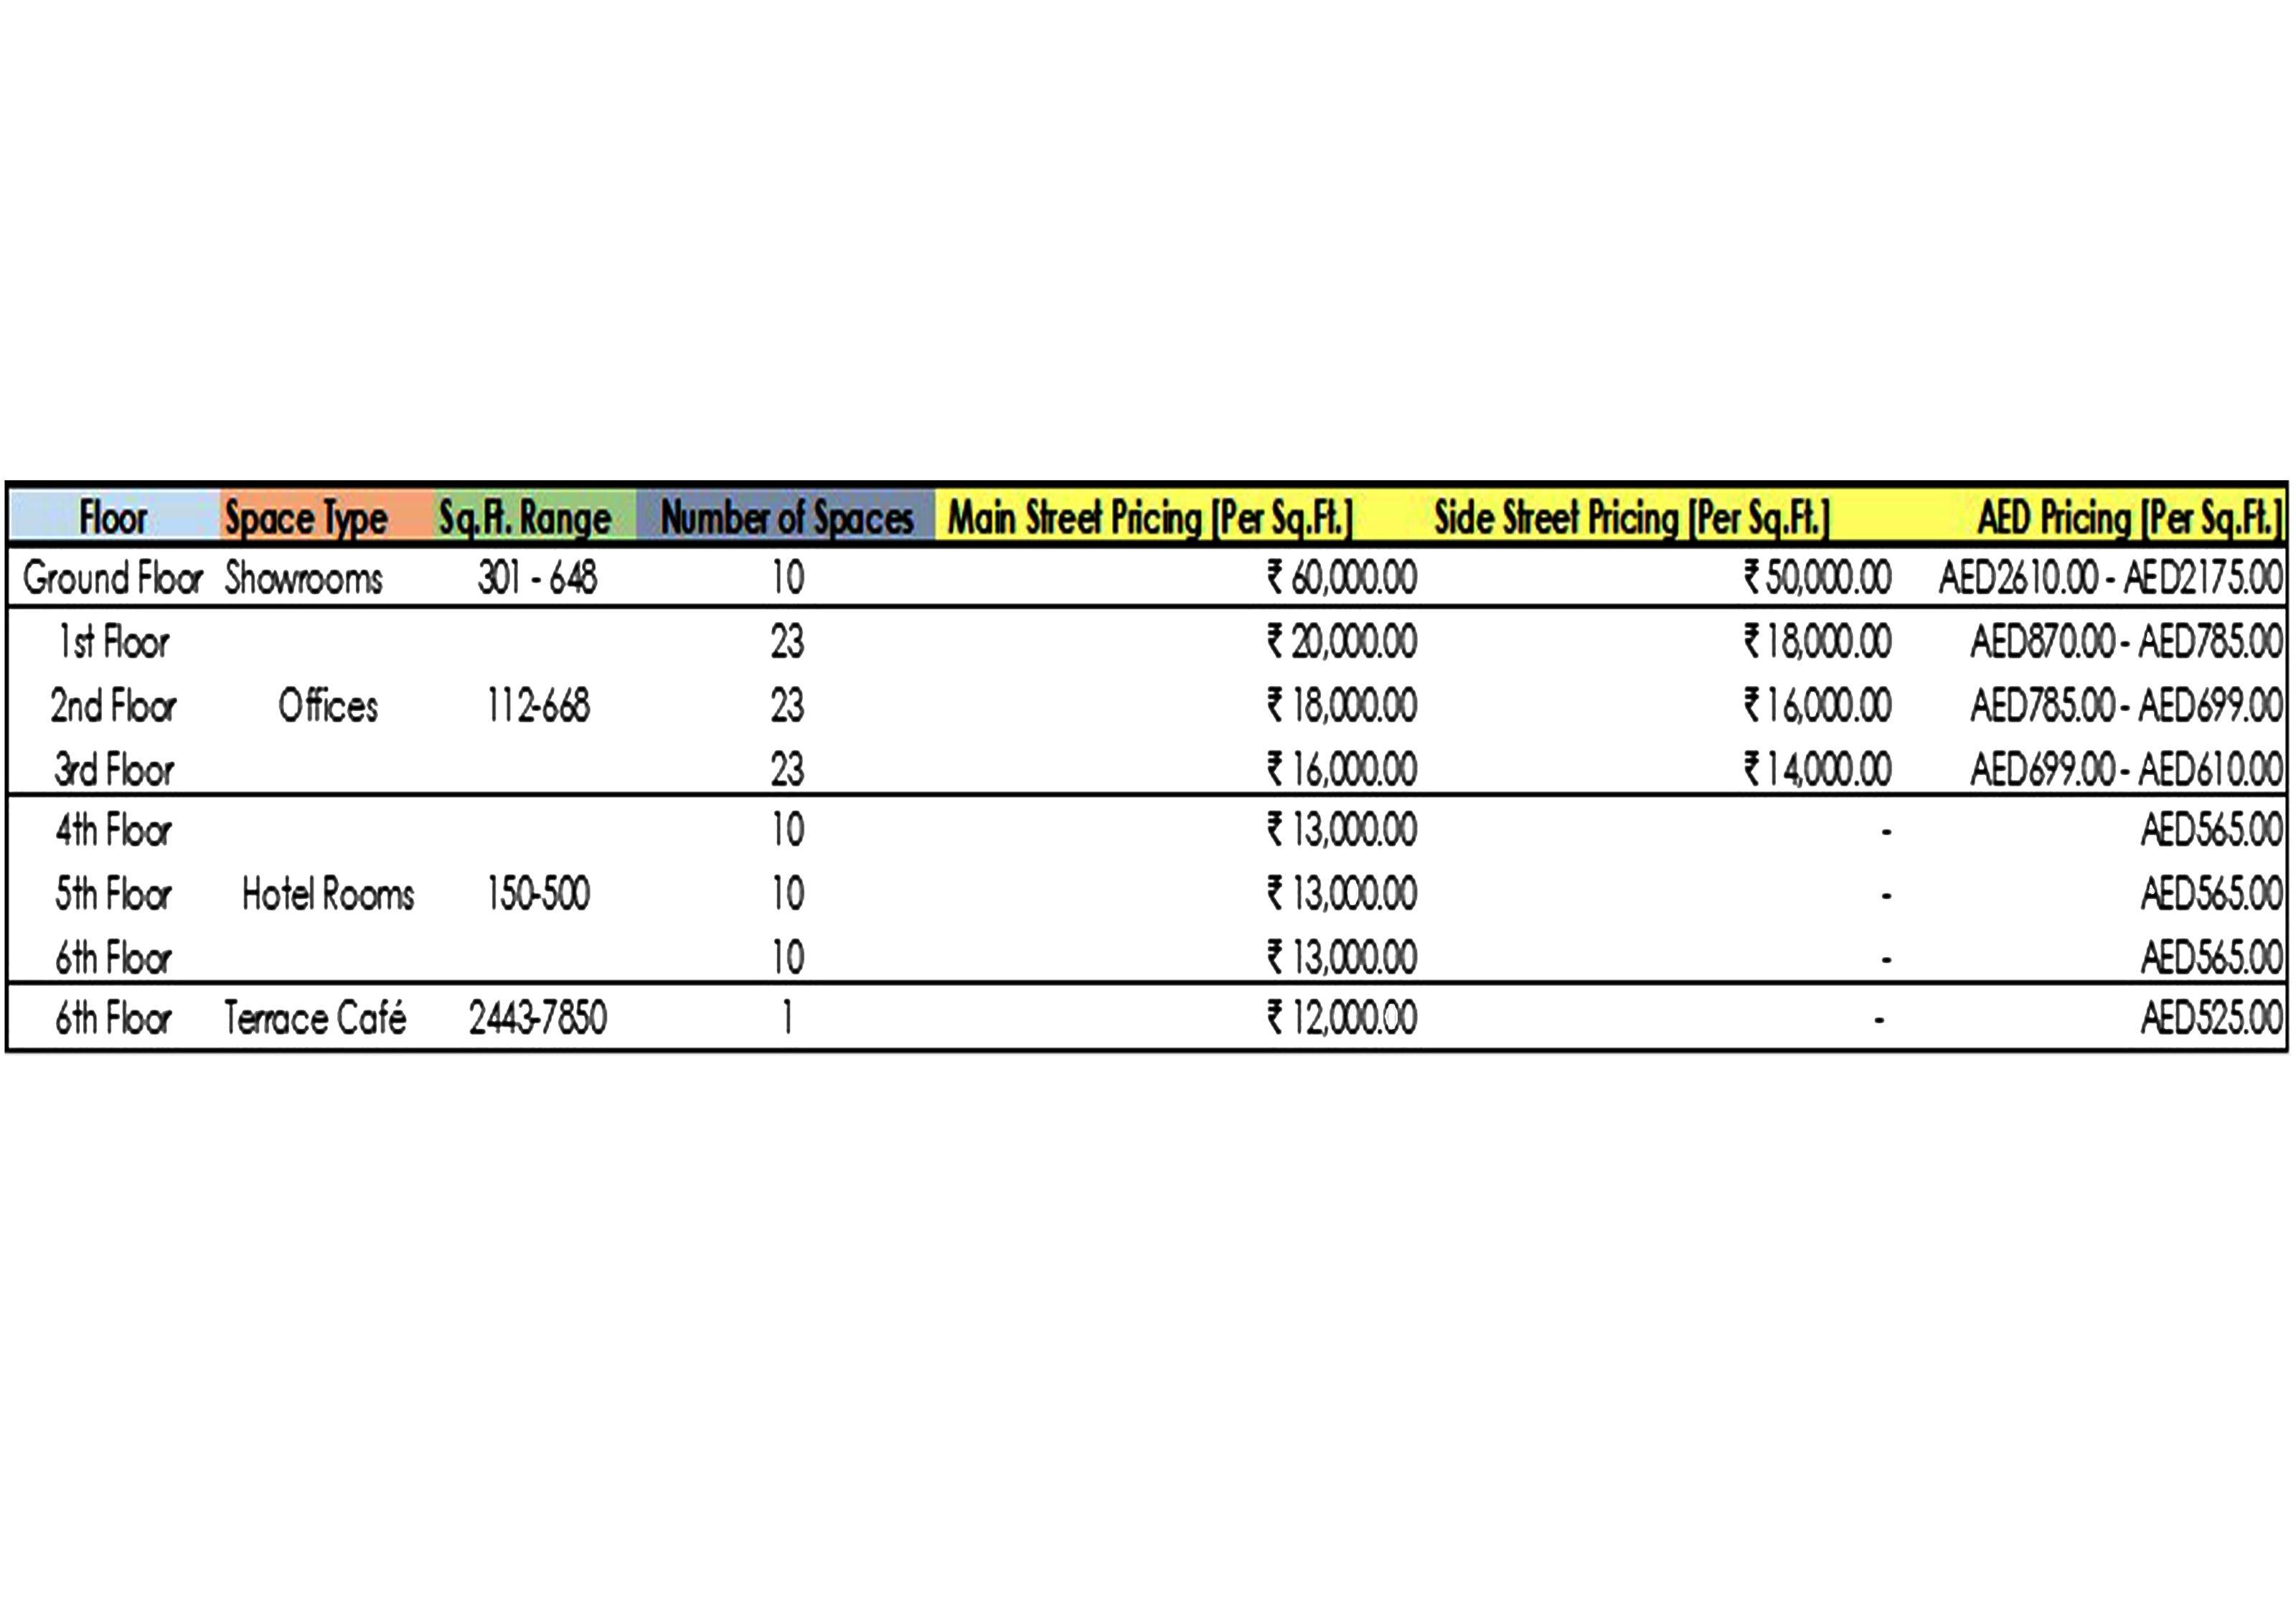 Floor Space Type Sq.Ft. Range Number of Spaces Main Street Pricing [Per Sq.Ft.] Side Street Pricing [Per Sq.Ft.] AED Pricing [Per Sq.Ft.]
Ground Floor Showrooms 301 - 648 10 ₹ 60,000.00 ₹ 50,000.00 AED2610.00 - AED2175.00
1st Floor 23 ₹ 20,000.00 ₹ 18,000.00 AED870.00 - AED785.00
2nd Floor Offices 112-668 23 ₹ 18,000.00 ₹ 16,000.00 AED785.00 - AED699.00
3rd Floor 23 ₹ 16,000.00 ₹ 14,000.00 AED699.00 - AED610.00
4th Floor 10 ₹ 13,000.00 - AED565.00
5th Floor Hotel Rooms 150-500 10 ₹ 13,000.00 - AED565.00
6th Floor 10 ₹ 13,000.00 - AED565.00
6th Floor Terrace Café 2443-7850 1 ₹ 12,000.00 - AED525.00